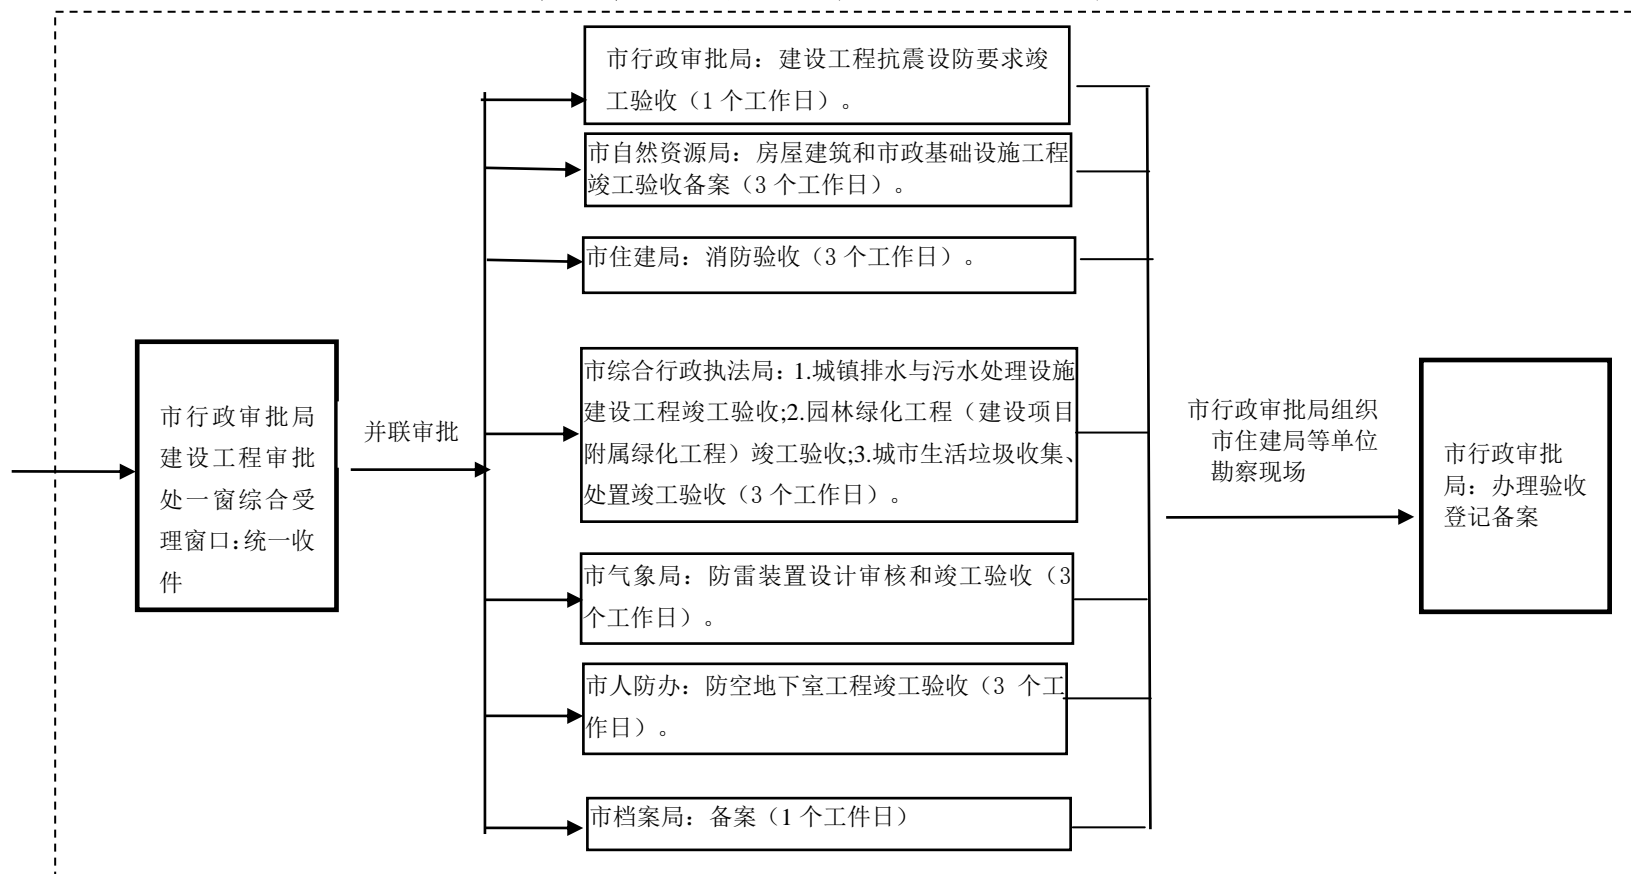 市行政审批局
建设工程审批
处一窗综合受
理窗口:统一收
件
并联审批
市行政审批局：建设工程抗震设防要求竣
工验收（1 个工作日）。
市自然资源局：房屋建筑和市政基础设施工程
竣工验收备案（3 个工作日）。
市住建局：消防验收（3 个工作日）。
市综合行政执法局：1.城镇排水与污水处理设施
建设工程竣工验收;2.园林绿化工程（建设项目
附属绿化工程）竣工验收;3.城市生活垃圾收集、
处置竣工验收（3 个工作日）。
市气象局：防雷装置设计审核和竣工验收（3
个工作日）。
市人防办：防空地下室工程竣工验收（3 个工
作日）。
市档案局：备案（1 个工件日）
市行政审批局组织
市住建局等单位
勘察现场
市行政审批
局：办理验收
登记备案